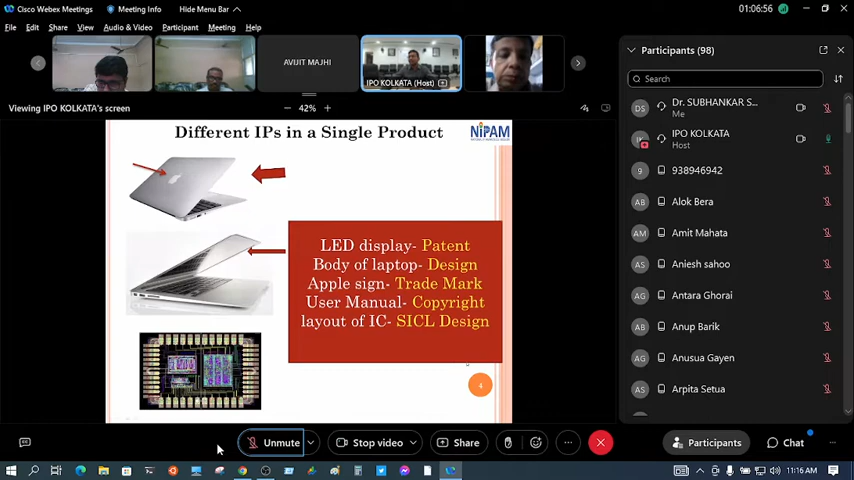 Cisco Webex Meetings
Meeting Info
Hide Menu Bar
01:06:56
File Edit Share View Audio & Video Participant Meeting Help
AVIJIT MAJHI
IPO KOLKATA (Host)
Participants (98)
Search
Viewing IPO KOLKATA's screen
42%
Different IPs in a Single Product
NIPAM
LED display- Patent
Body of laptop- Design
Apple sign- Trade Mark
User Manual- Copyright
layout of IC- SICL Design
4
DS
Dr. SUBHANKAR S...
Me
IPO KOLKATA
Host
9
938946942
AB
Alok Bera
AM
Amit Mahata
AS
Aniesh sahoo
AG
Antara Ghorai
AB
Anup Barik
AG
Anusua Gayen
AS
Arpita Setua
Unmute
Stop video
Share
Participants
Chat
11:16 AM